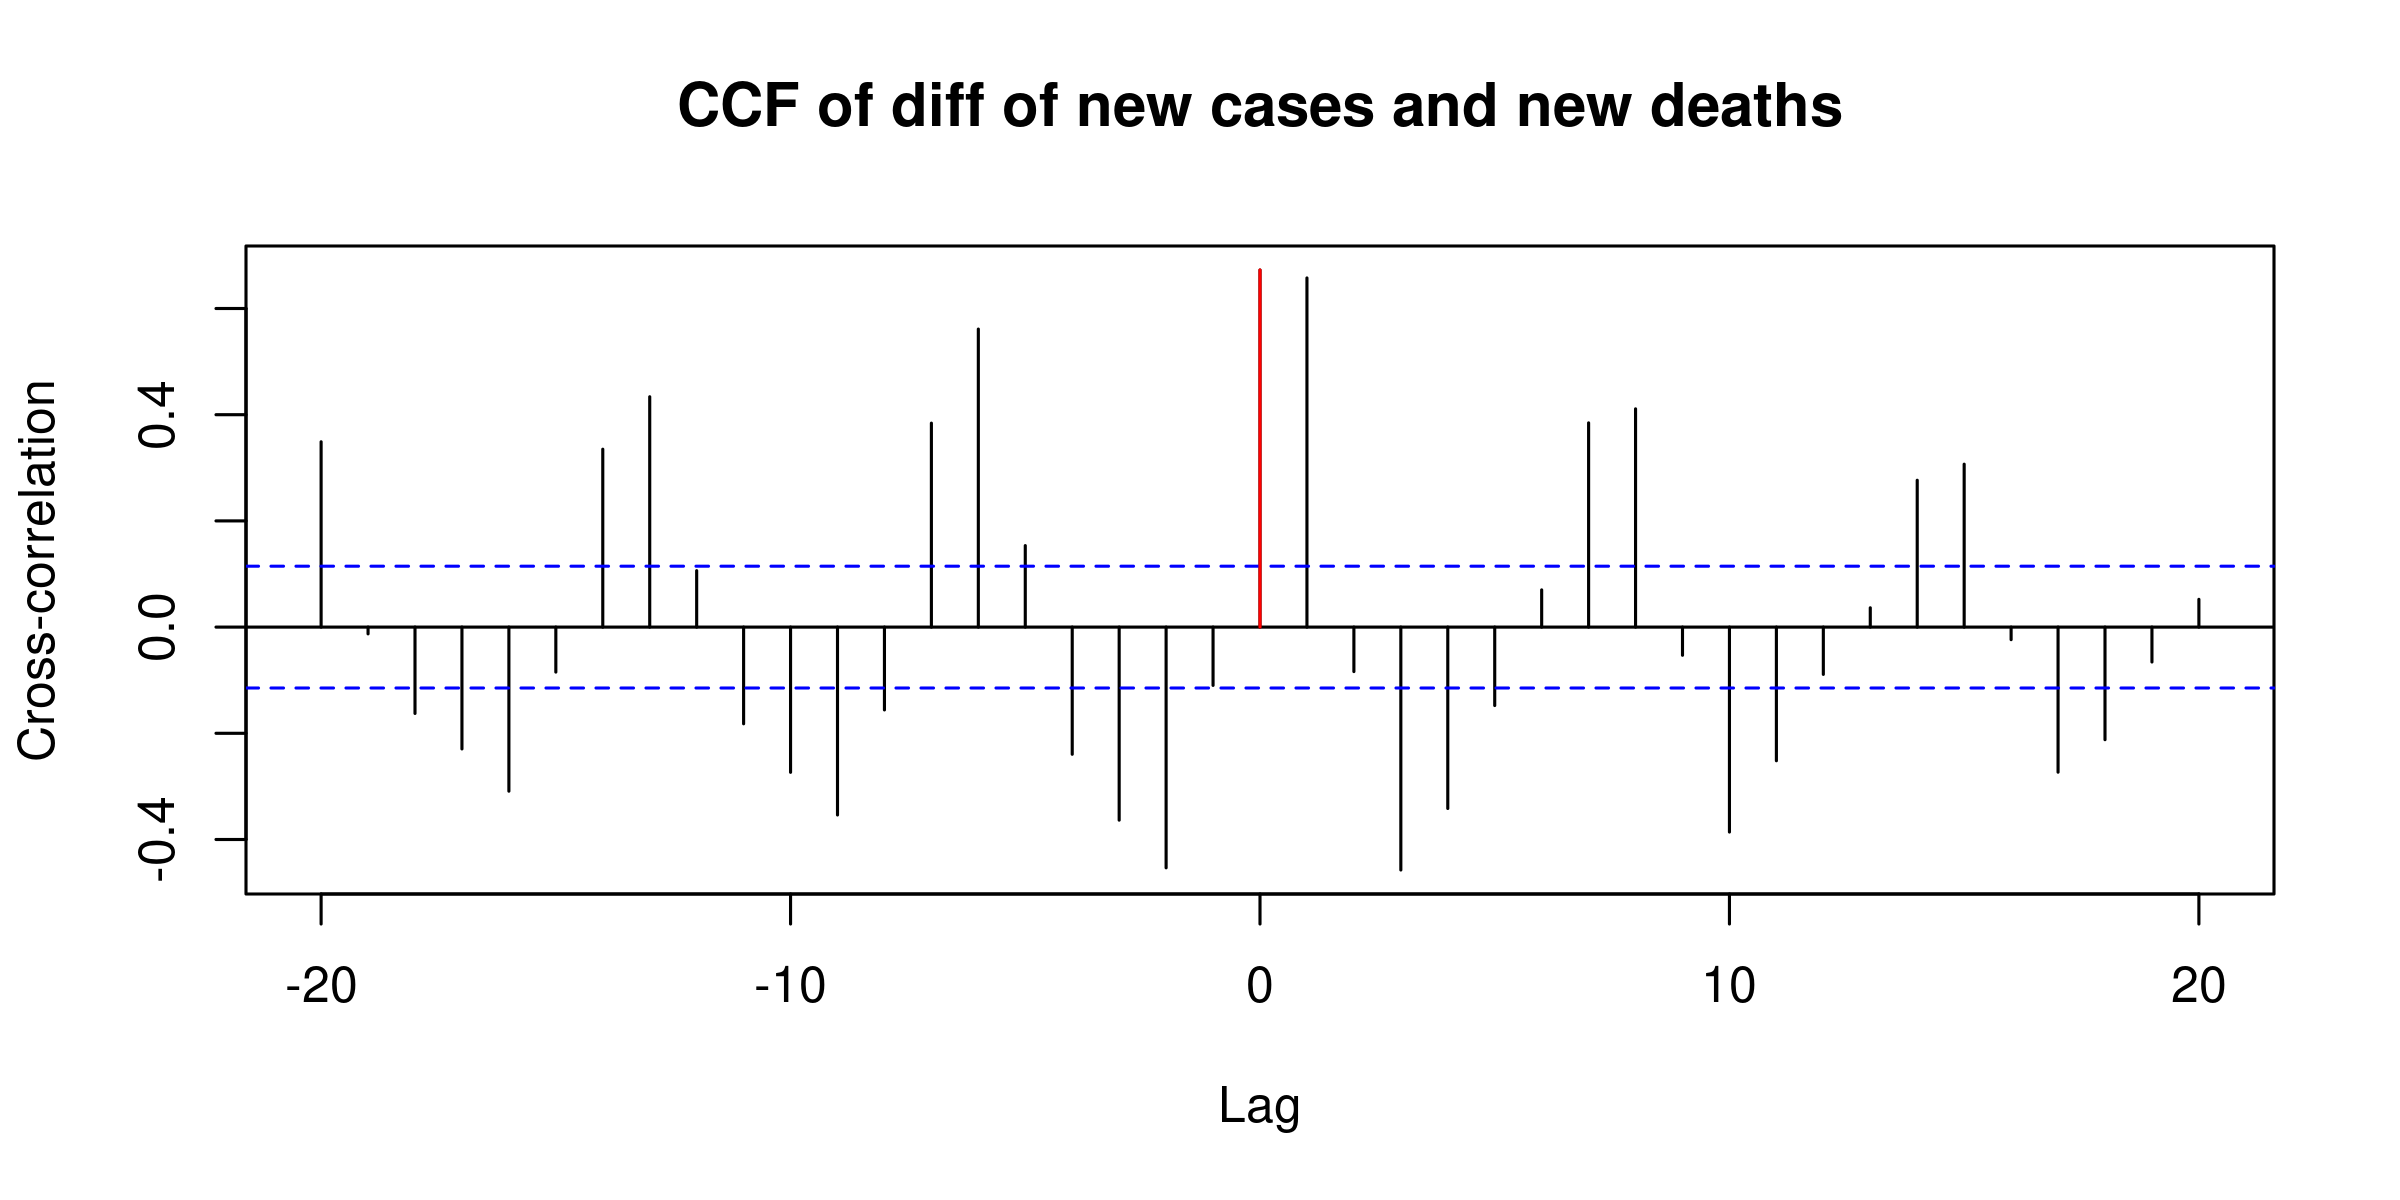 CCF of diff of new cases and new deaths
Cross-correlation
0.4
0.0
-0.4
-20 -10 0 10 20
Lag